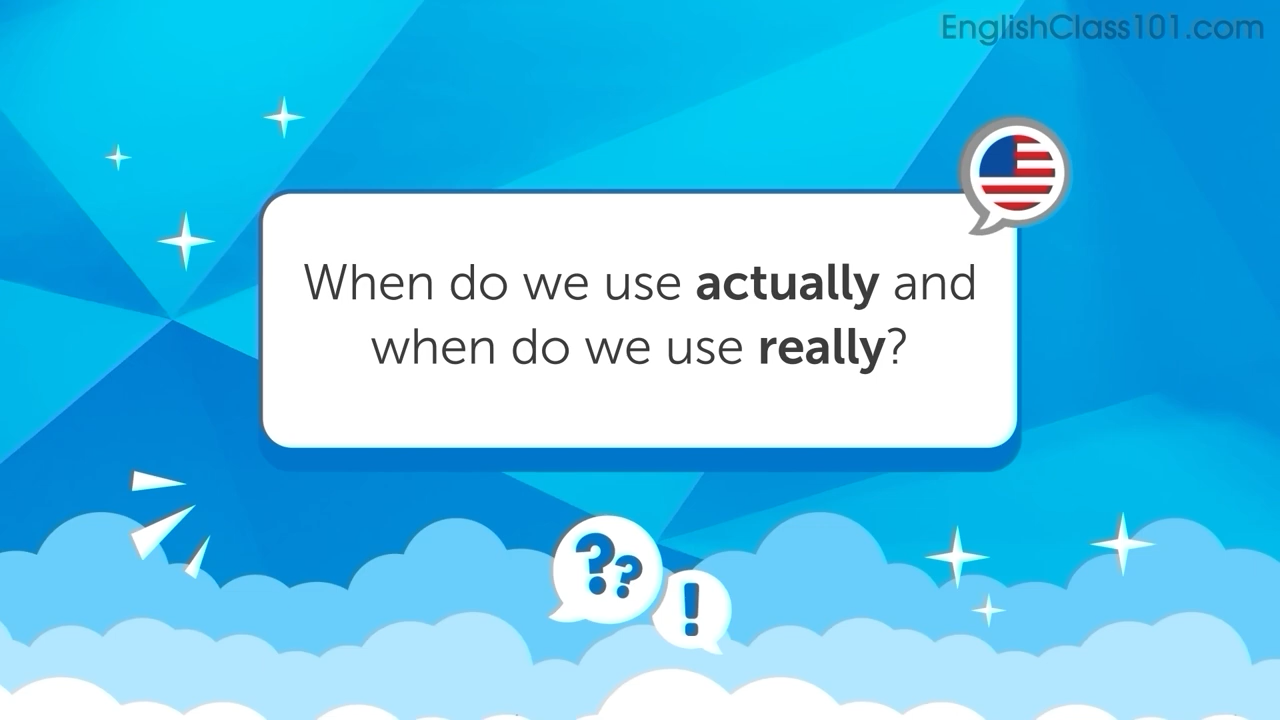 EnglishClass101.com
When do we use actually and
when do we use really?
?? !